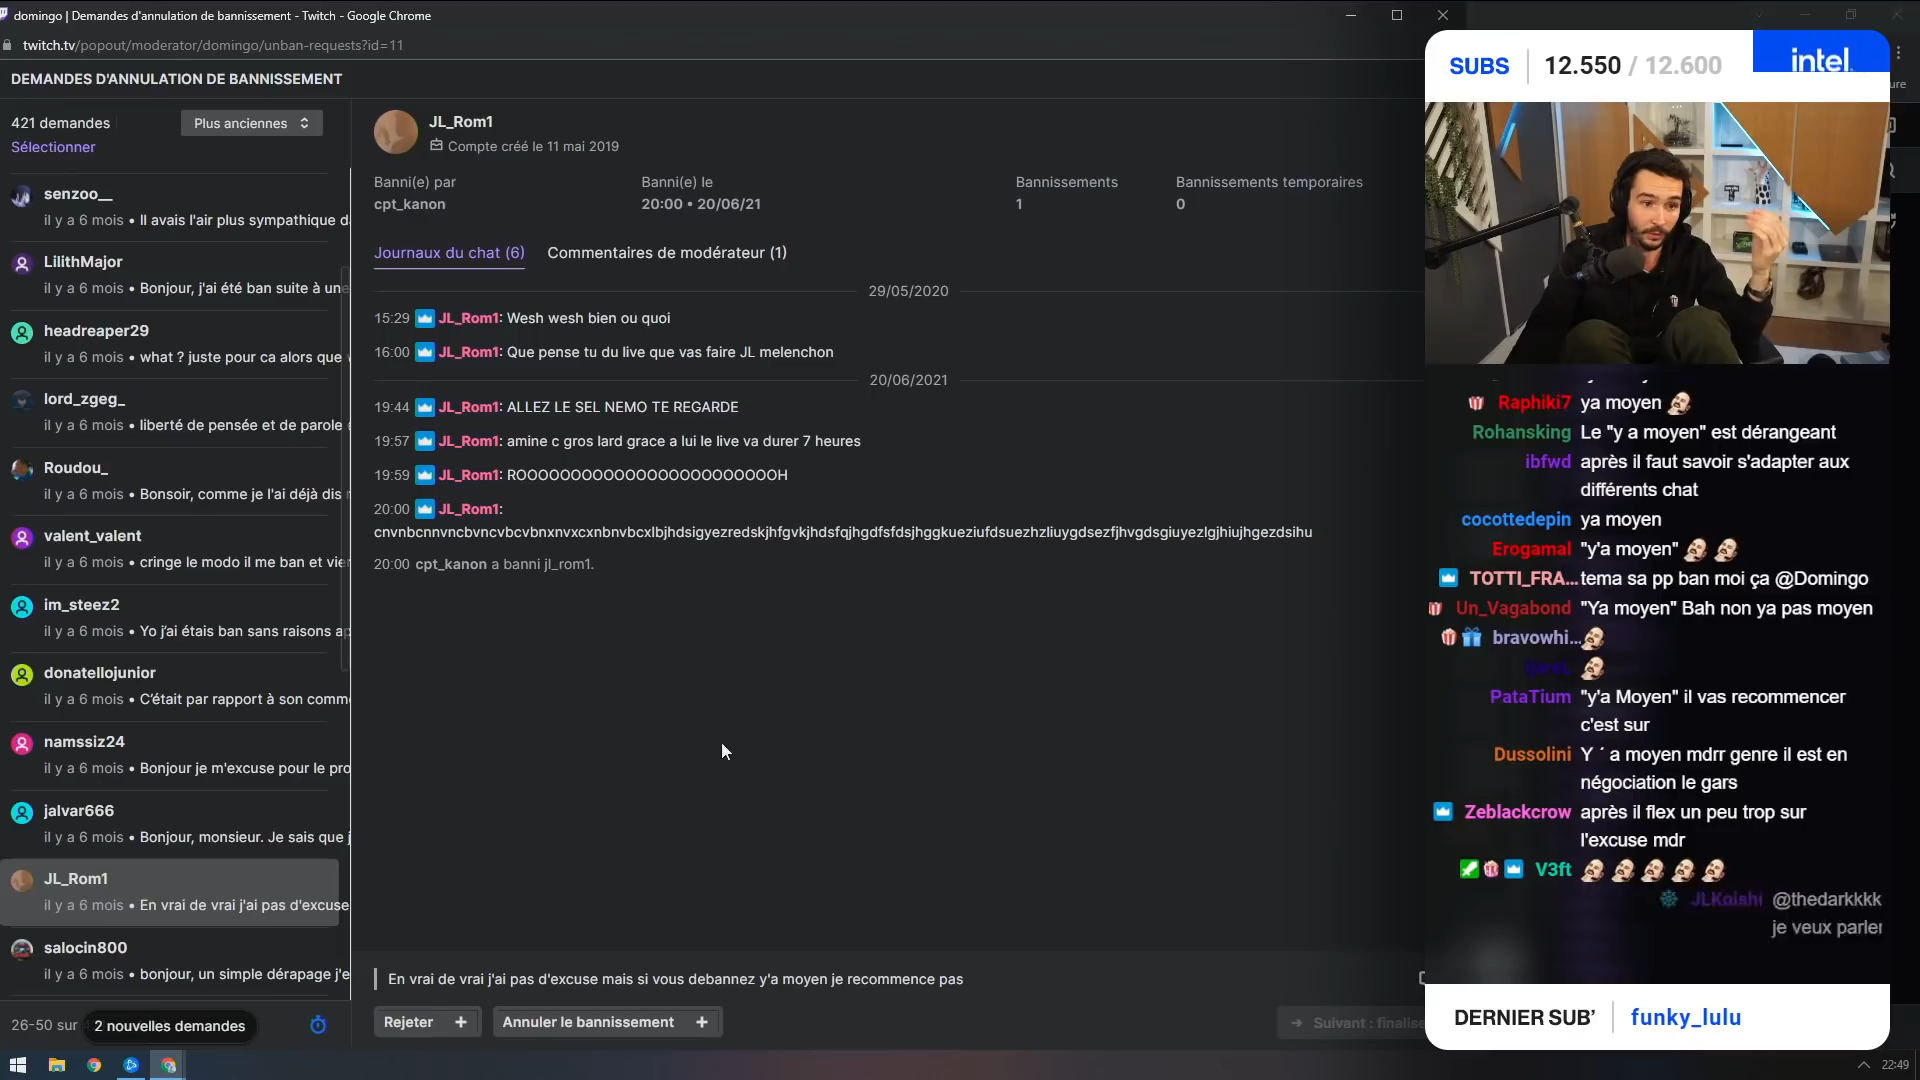 domingo | Demandes d'annulation de bannissement - Twitch - Google Chrome
twitch.tv/popout/moderator/domingo/unban-requests?id=11
DEMANDES D'ANNULATION DE BANNISSEMENT
421 demandes
Plus anciennes
Sélectionner
senzoo__
il y a 6 mois • Il avais l'air plus sympathique d
LilithMajor
il y a 6 mois • Bonjour, j'ai été ban suite à une
headreaper29
il y a 6 mois • what ? juste pour ca alors que
lord_zgeg_
il y a 6 mois • liberté de pensée et de parole
Roudou_
il y a 6 mois • Bonsoir, comme je l'ai déjà dis
valent_valent
il y a 6 mois • cringe le modo il me ban et vie
im_steez2
il y a 6 mois • Yo j'ai étais ban sans raisons ap
donatellojunior
il y a 6 mois • C'était par rapport à son comm
namssiz24
il y a 6 mois • Bonjour je m'excuse pour le pro
jalvar666
il y a 6 mois • Bonjour, monsieur. Je sais que j
JL_Rom1
il y a 6 mois • En vrai de vrai j'ai pas d'excuse
salocin800
il y a 6 mois • bonjour, un simple dérapage j'e
26-50 sur
2 nouvelles demandes
JL_Rom1
Compte créé le 11 mai 2019
Banni(e) par
cpt_kanon
Banni(e) le
20:00 • 20/06/21
Bannissements
1
Bannissements temporaires
0
Journaux du chat (6)
Commentaires de modérateur (1)
29/05/2020
15:29 JL_Rom1: Wesh wesh bien ou quoi
16:00 JL_Rom1: Que pense tu du live que vas faire JL melenchon
20/06/2021
19:44 JL_Rom1: ALLEZ LE SEL NEMO TE REGARDE
19:57 JL_Rom1: amine c gros lard grace a lui le live va durer 7 heures
19:59 JL_Rom1: ROOOOOOOOOOOOOOOOOOOOOOOOH
20:00 JL_Rom1:
cnvnbcnnvncbvncvbcvbnxnvxcxnbnvbcxlbjhdsigyezredskjhfgvkjhdsfqjhgdfsfdsjhggkueziufdsuezhzliuygdsezfjhvgdsgiuyezlgjhiujhgezdsihu
20:00 cpt_kanon a banni jl_rom1.
En vrai de vrai j'ai pas d'excuse mais si vous debannez y'a moyen je recommence pas
Rejeter +
Annuler le bannissement +
Suivant : finalise
SUBS
12.550 / 12.600
intel.
ure
Raphiki7 ya moyen
Rohansking Le "y a moyen" est dérangeant
ibfwd après il faut savoir s'adapter aux
différents chat
cocottedepin ya moyen
Erogamal "y'a moyen"
TOTTI_FRA... tema sa pp ban moi ça @Domingo
Un_Vagabond "Ya moyen" Bah non ya pas moyen
bravowhi...
PataTium "y'a Moyen" il vas recommencer
c'est sur
Dussolini Y ´ a moyen mdrr genre il est en
négociation le gars
Zeblackcrow après il flex un peu trop sur
l'excuse mdr
V3ft
JLKoishi @thedarkkkk
je veux parler
DERNIER SUB'
funky_lulu
22:49